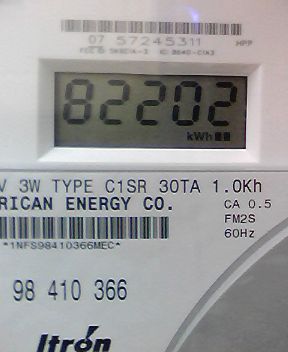 07 57245311 HPP
82202
kWh
V 3W TYPE C1SR 30TA 1.0Kh
RICAN ENERGY CO. CA 0.5
FM2S
60Hz
*1NFS98410366MEC*
98 410 366
Itron